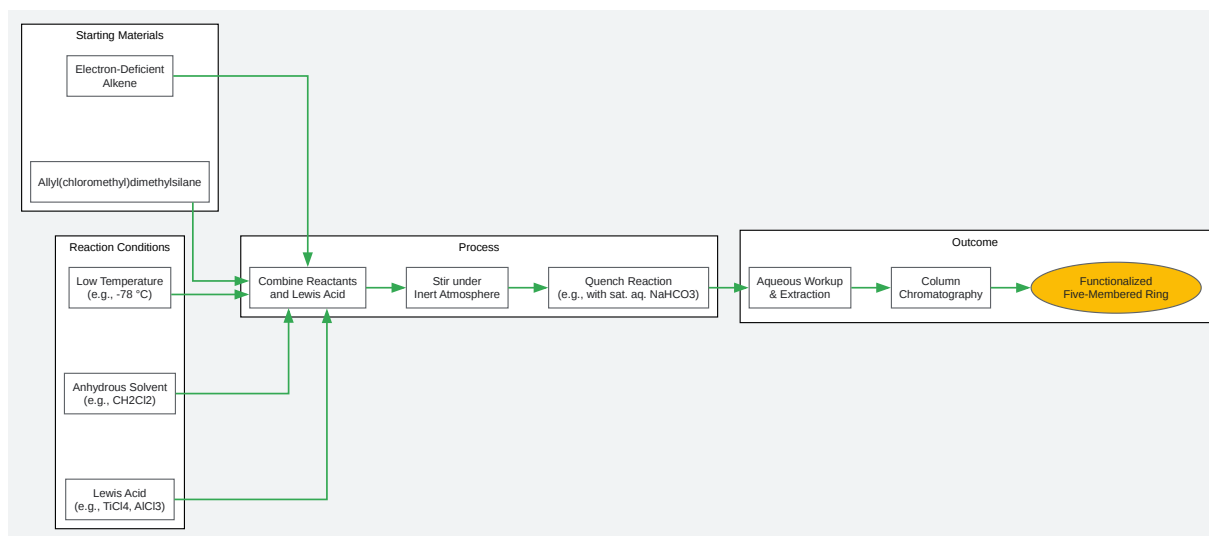 Starting Materials
Electron-Deficient
Alkene
Allyl(chloromethyl)dimethylsilane
Reaction Conditions
Low Temperature
(e.g., -78 °C)
Anhydrous Solvent
(e.g., CH2Cl2)
Lewis Acid
(e.g., TiCl4, AlCl3)
Process
Combine Reactants
and Lewis Acid
Stir under
Inert Atmosphere
Quench Reaction
(e.g., with sat. aq. NaHCO3)
Outcome
Aqueous Workup
& Extraction
Column
Chromatography
Functionalized
Five-Membered Ring